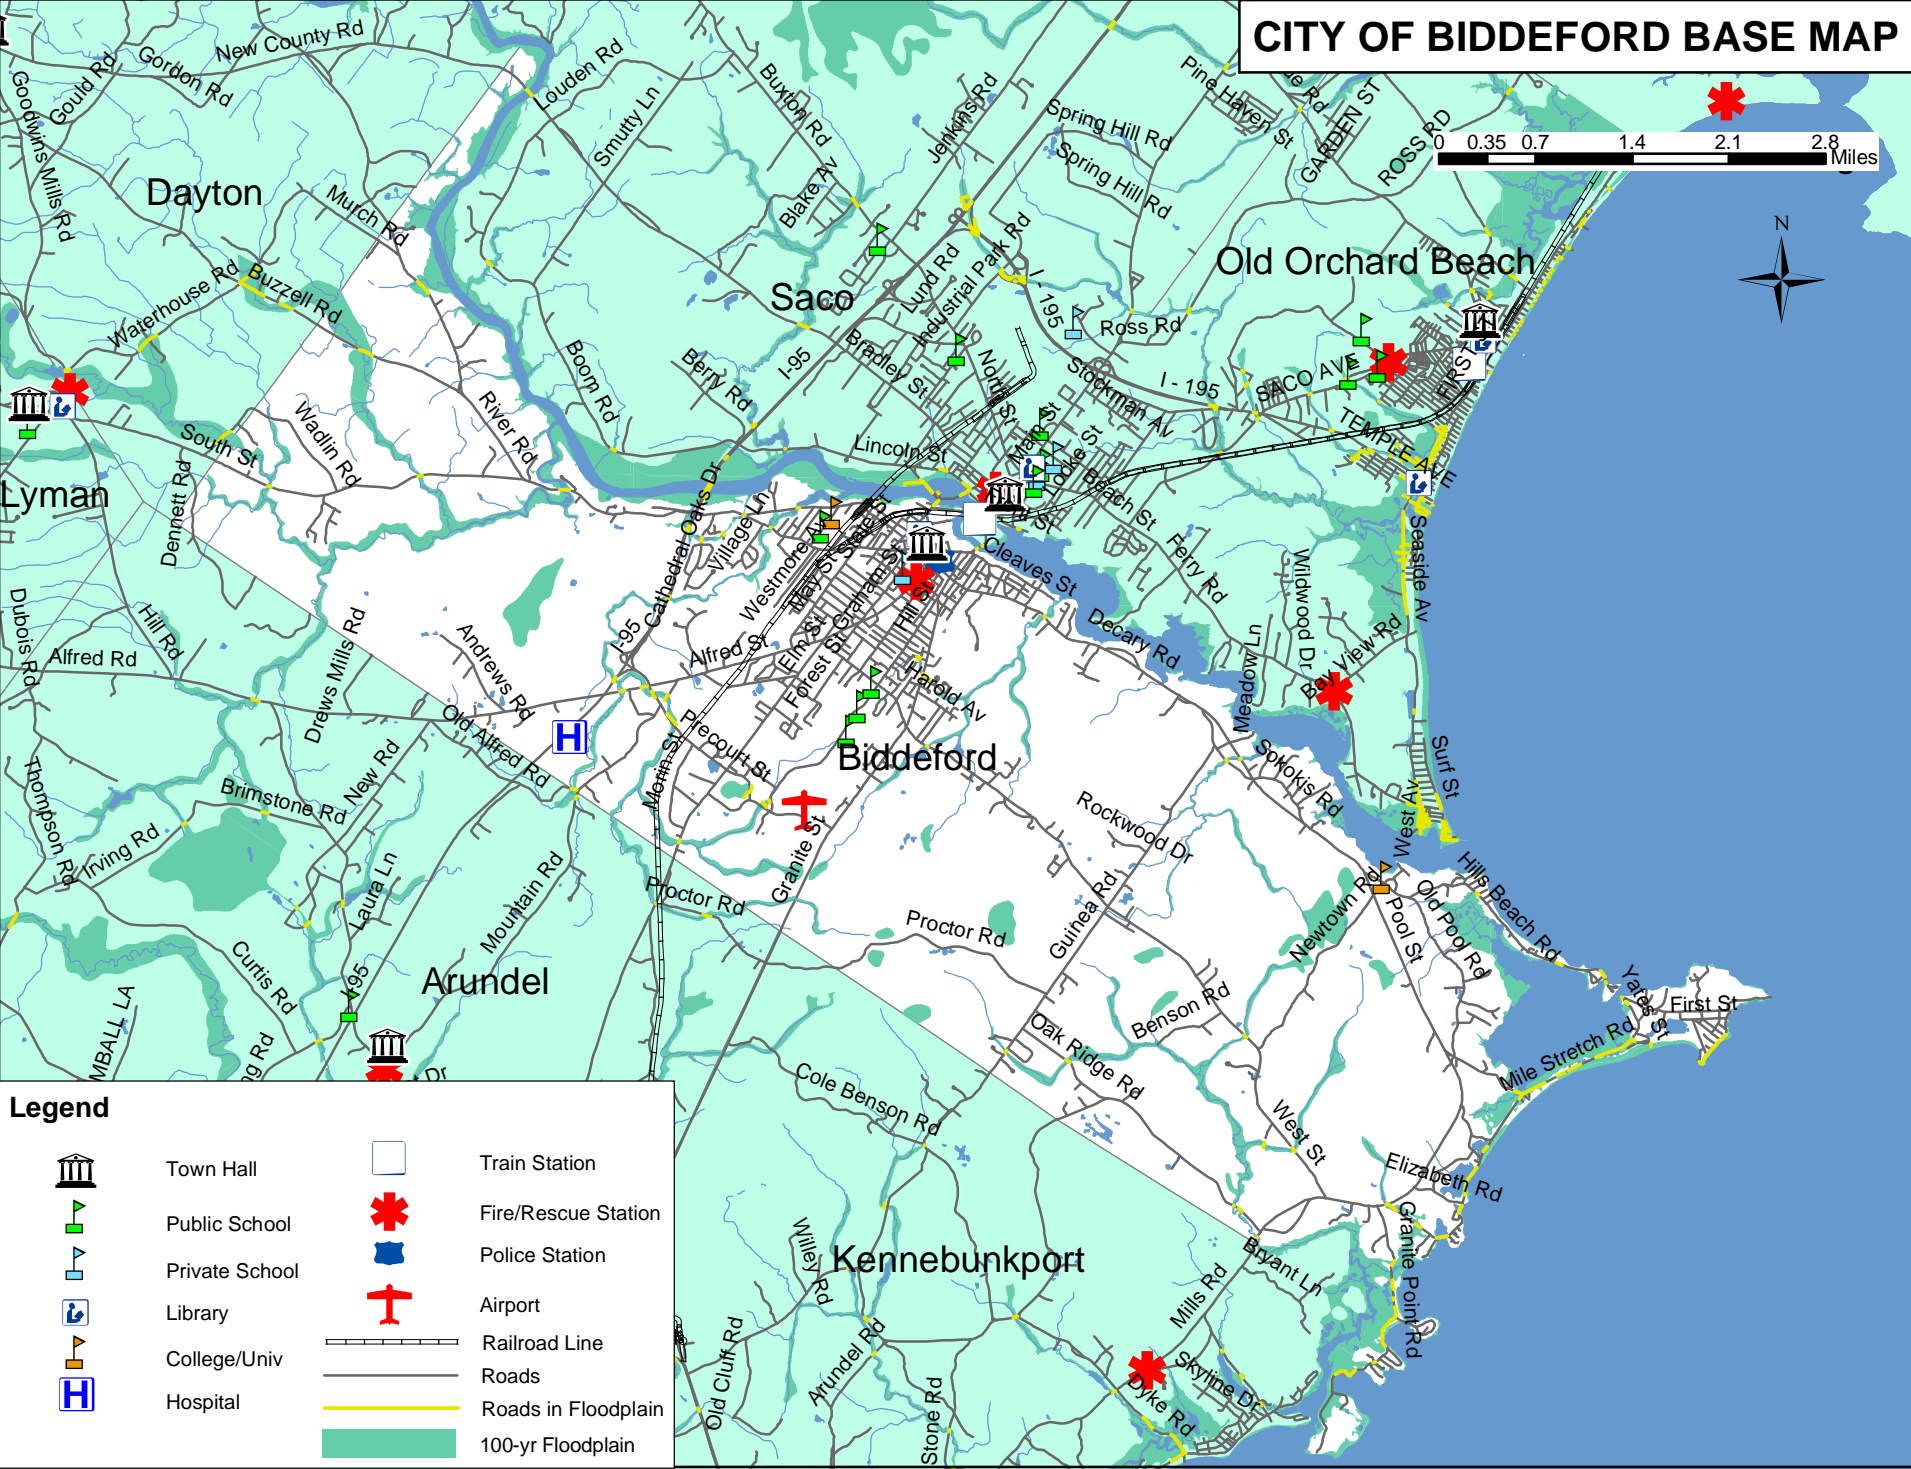 CITY OF BIDDEFORD BASE MAP
0 0.35 0.7 1.4 2.1 2.8
Miles
N
New County Rd
Gordon Rd
Gould Rd
Goodwins Mills Rd
Louden Rd
Smutty Ln
Buxton Rd
Jenkins Rd
Blake Av
Spring Hill Rd
Spring Hill Rd
Pine Haven St
GARDEN ST
ROSS RD
Dayton
Murch Rd
Waterhouse Rd
Buzzell Rd
Saco
Lund Rd
Industrial Park Rd
I - 195
Ross Rd
Old Orchard Beach
Bradley St
Berry Rd
I-95
Boom Rd
North St
Stockman Av
I - 195
SACO AVE
FIRST
TEMPLE AVE
Wadlin Rd
River Rd
South St
Lincoln St
Main St
Locke St
Beach St
Lyman
Dennett Rd
Cathedral Oaks Dr
Village Ln
Westmore Av
May St
State St
Graham St
Hill St
Elm St
Forest St
Cleaves St
Ferry Rd
Wildwood Dr
Seaside Av
Decary Rd
Meadow Ln
Bay View Rd
Dubois Rd
Hill Rd
Alfred Rd
Drews Mills Rd
Andrews Rd
I-95
Alfred St
Harold Av
Old Alfred Rd
H
Precourt St
Morin St
Biddeford
Sokokis Rd
Surf St
West Av
Thompson Rd
New Rd
Brimstone Rd
Irving Rd
Laura Ln
Mountain Rd
Granite St
Proctor Rd
Proctor Rd
Rockwood Dr
Guinea Rd
Newtown Rd
Pool St
Old Pool Rd
Hills Beach Rd
Yates St
First St
Mile Stretch Rd
Curtis Rd
I-95
Arundel
MBALL LA
ng Rd
t Dr
Benson Rd
Oak Ridge Rd
Cole Benson Rd
West St
Elizabeth Rd
Granite Point Rd
Bryant Ln
Kennebunkport
Willey Rd
Mills Rd
Old Cluff Rd
Arundel Rd
Stone Rd
Skyline Dr
Dyke Rd
Legend
Town Hall
Public School
Private School
Library
College/Univ
H Hospital
Train Station
Fire/Rescue Station
Police Station
Airport
Railroad Line
Roads
Roads in Floodplain
100-yr Floodplain